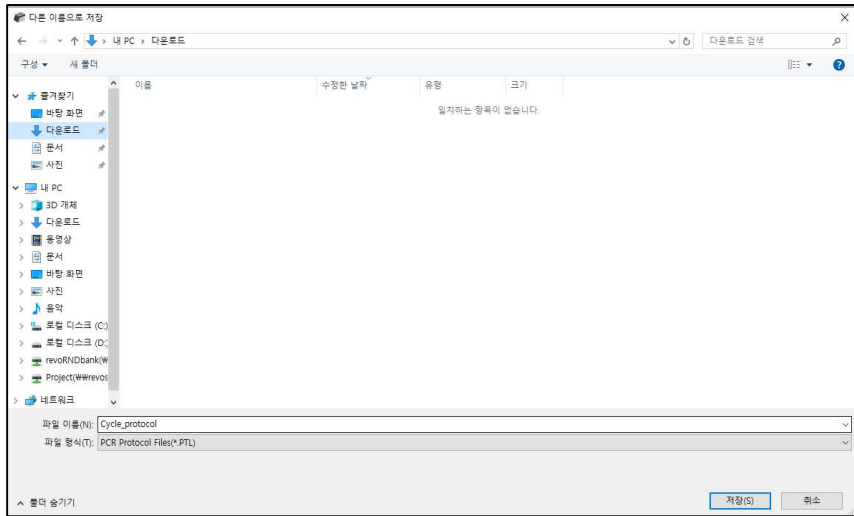 다른 이름으로 저장
내 PC > 다운로드
다운로드 검색
구성
새 폴더
이름
수정한 날짜
유형
크기
일치하는 항목이 없습니다.
즐겨찾기
바탕 화면
다운로드
문서
사진
내 PC
3D 개체
다운로드
동영상
문서
바탕 화면
사진
음악
로컬 디스크 (C:)
로컬 디스크 (D:
revoRNDbank(₩
Project(₩₩revos
네트워크
파일 이름(N): Cycle_protocol
파일 형식(T): PCR Protocol Files(*.PTL)
폴더 숨기기
저장(S)
취소